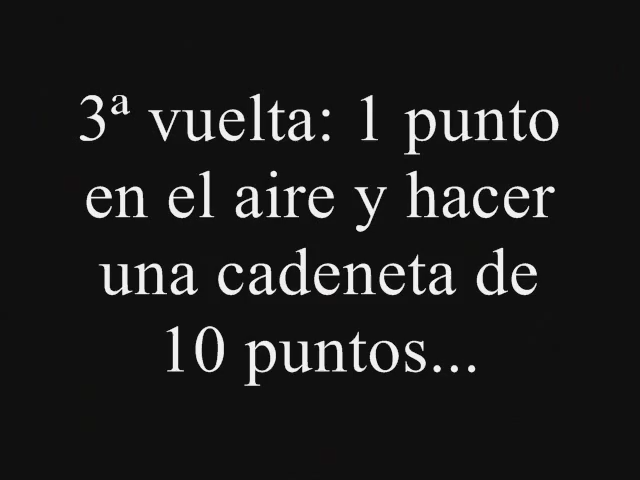 3ª vuelta: 1 punto
en el aire y hacer
una cadeneta de
10 puntos...